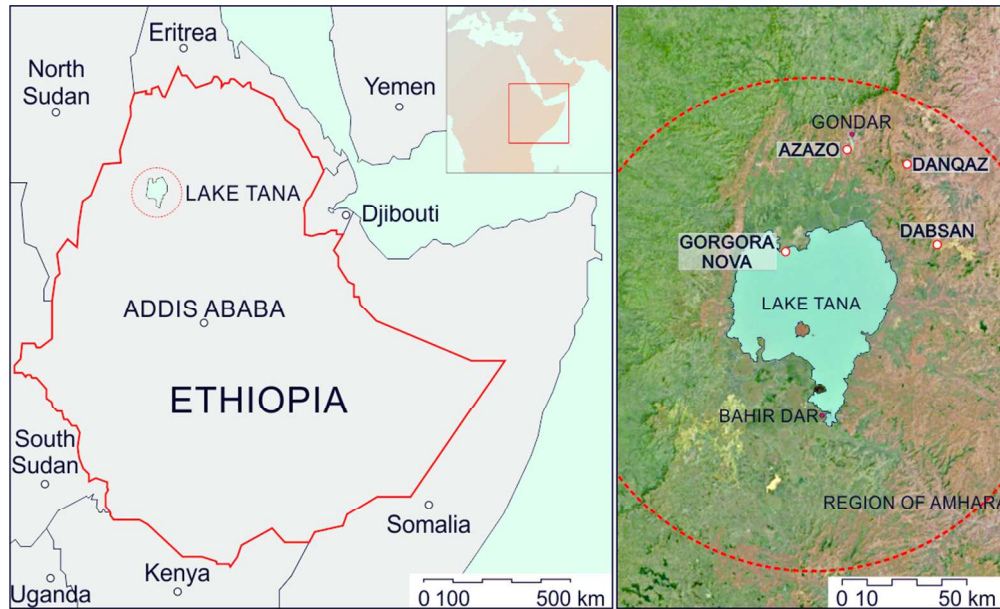 Eritrea
North
Sudan
Yemen
LAKE TANA
Djibouti
ADDIS ABABA
ETHIOPIA
South
Sudan
Somalia
Kenya
Uganda
0 100 500 km
GONDAR
AZAZO
DANQAZ
DABSAN
GORGORA
NOVA
LAKE TANA
BAHIR DAR
REGION OF AMHARA
0 10 50 km